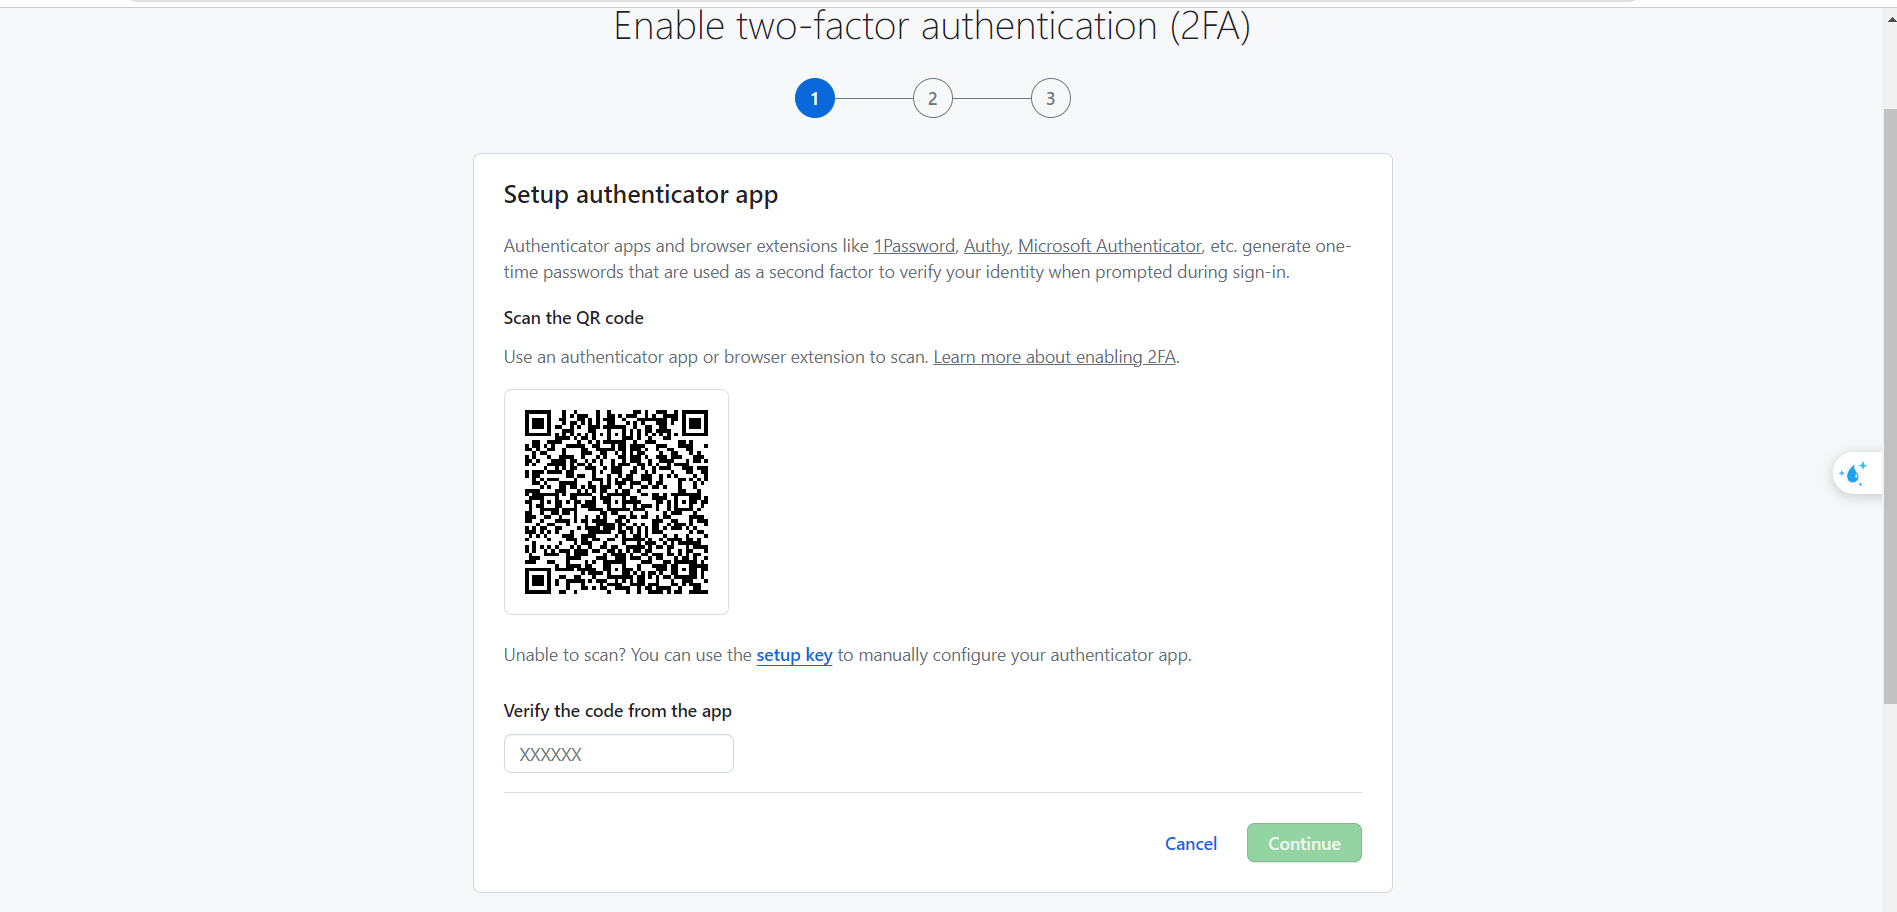 Enable two-factor authentication (2FA)
1
2
3
Setup authenticator app
Authenticator apps and browser extensions like 1Password, Authy, Microsoft Authenticator, etc. generate one-
time passwords that are used as a second factor to verify your identity when prompted during sign-in.
Scan the QR code
Use an authenticator app or browser extension to scan. Learn more about enabling 2FA.
Unable to scan? You can use the setup key to manually configure your authenticator app.
Verify the code from the app
XXXXXX
Cancel
Continue